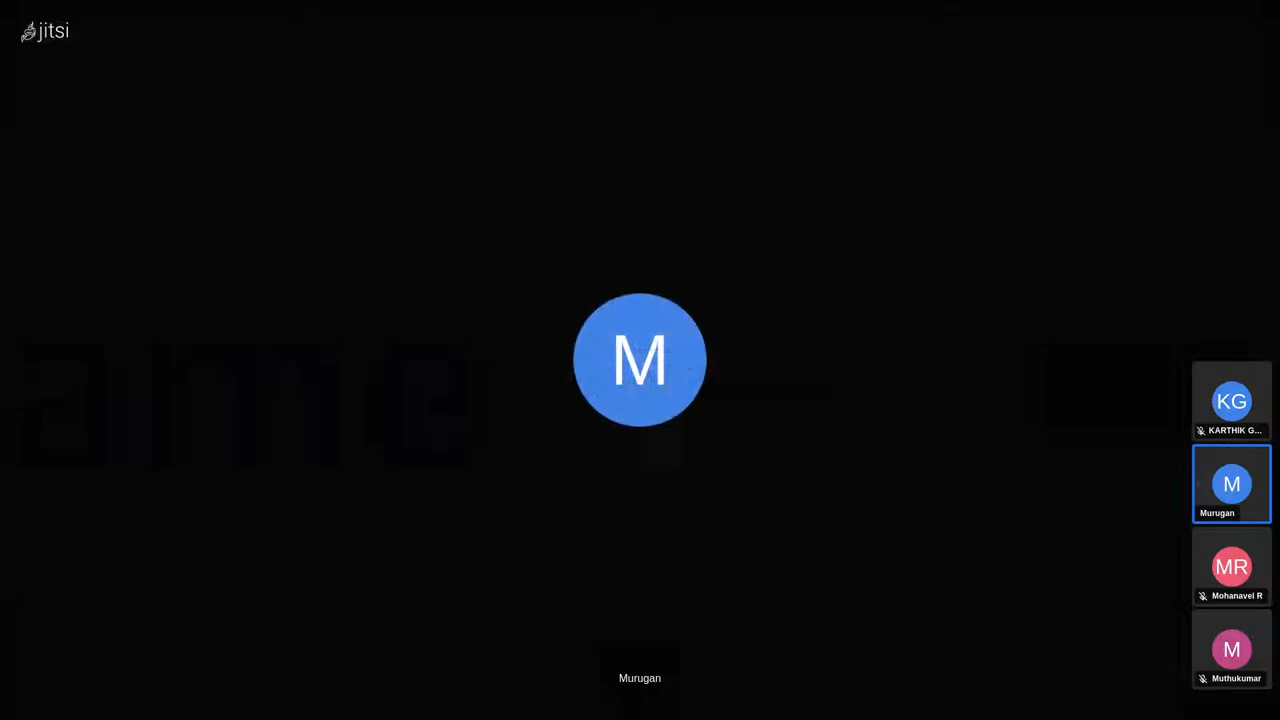 jitsi
M
KG
KARTHIK G...
M
Murugan
MR
Mohanavel R
M
Muthukumar
Murugan